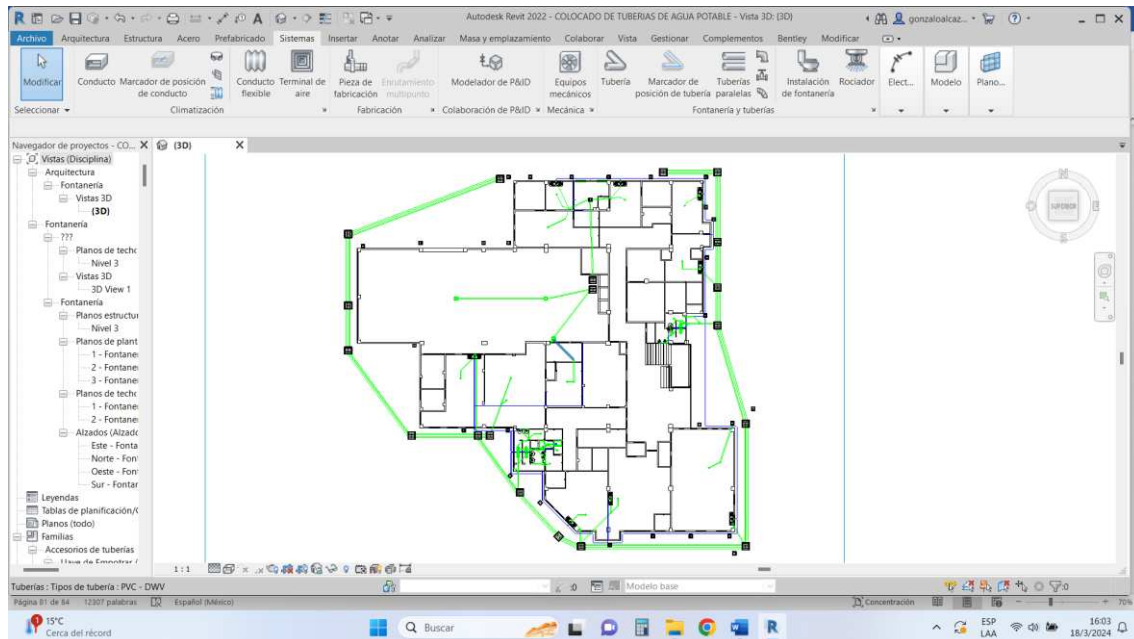 Autodesk Revit 2022 - COLOCADO DE TUBERIAS DE AGUA POTABLE - Vista 3D: {3D}
gonzaloalcaz...
Archivo Arquitectura Estructura Acero Prefabricado Sistemas Insertar Anotar Analizar Masa y emplazamiento Colaborar Vista Gestionar Complementos Bentley Modificar
Modificar
Conducto
Marcador de posición de conducto
Conducto flexible
Terminal de aire
Pieza de fabricación
Enrutamiento multipunto
Modelador de P&ID
Equipos mecánicos
Tubería
Marcador de posición de tubería
Tuberías paralelas
Instalación de fontanería
Rociador
Elect...
Modelo
Plano...
Seleccionar
Climatización
Fabricación
Colaboración de P&ID
Mecánica
Fontanería y tuberías
Navegador de proyectos - CO...
{3D}
Vistas (Disciplina)
Arquitectura
Fontanería
Vistas 3D
{3D}
Fontanería
???
Planos de techo
Nivel 3
Vistas 3D
3D View 1
Fontanería
Planos estructur
Nivel 3
Planos de plant
1 - Fontane
2 - Fontane
3 - Fontane
Planos de techo
1 - Fontane
2 - Fontane
Alzados (Alzado
Este - Fonta
Norte - Fon
Oeste - Fon
Sur - Fontar
Leyendas
Tablas de planificación/
Planos (todo)
Familias
Accesorios de tuberías
SUPERIOR
1 : 1
Tuberías : Tipos de tubería : PVC - DWV
:0
Modelo base
:0
Página 81 de 84 12307 palabras Español (México)
Concentración
70%
15°C
Cerca del récord
Buscar
ESP
LAA
16:03
18/3/2024